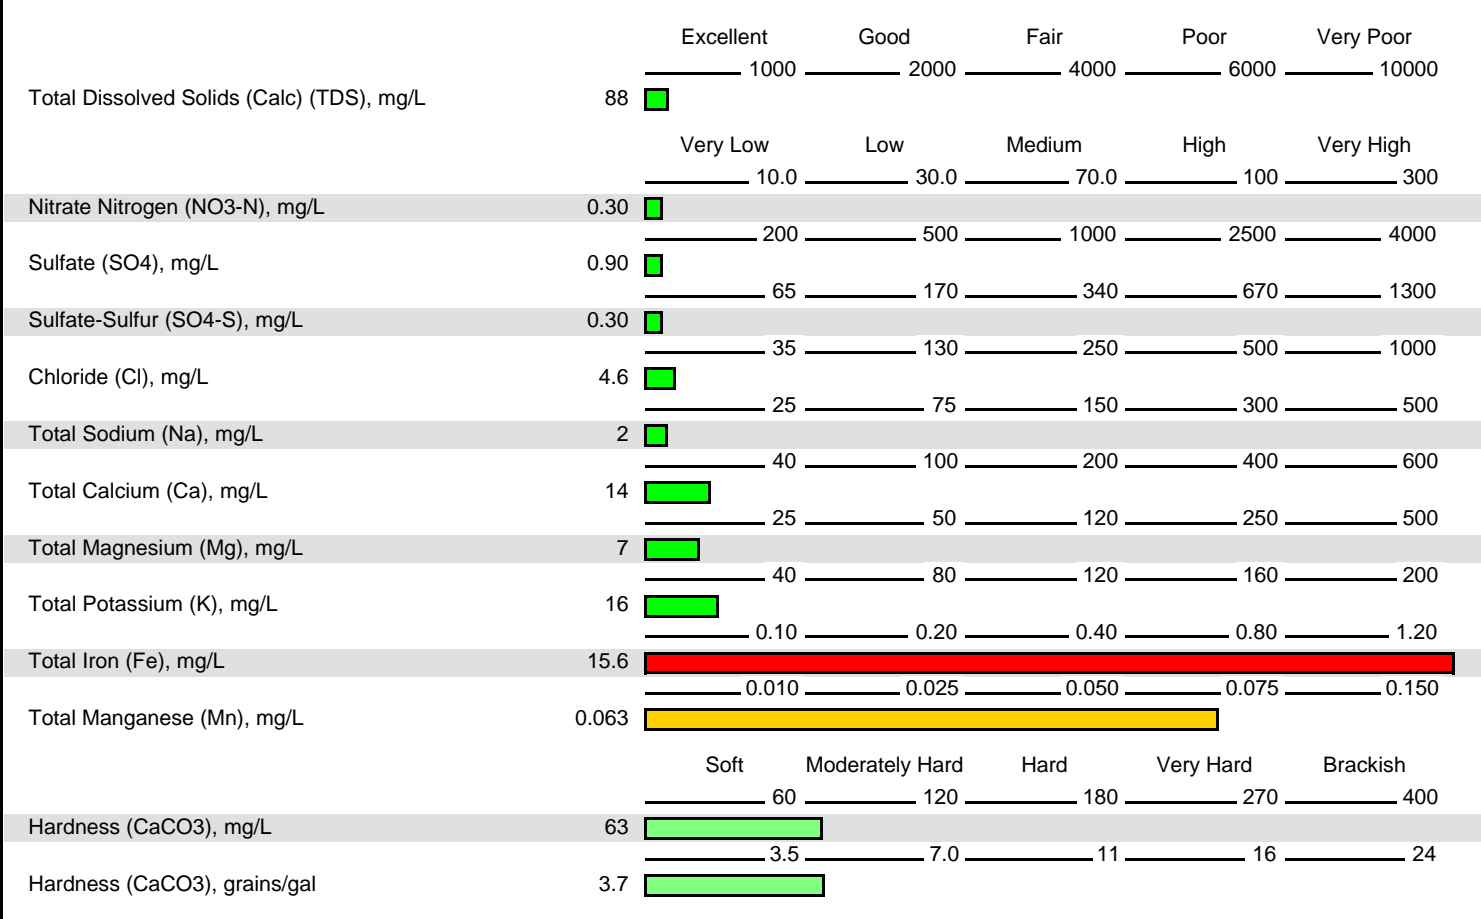 Excellent Good Fair Poor Very Poor
1000 2000 4000 6000 10000
Total Dissolved Solids (Calc) (TDS), mg/L 88
Very Low Low Medium High Very High
10.0 30.0 70.0 100 300
Nitrate Nitrogen (NO3-N), mg/L 0.30
200 500 1000 2500 4000
Sulfate (SO4), mg/L 0.90
65 170 340 670 1300
Sulfate-Sulfur (SO4-S), mg/L 0.30
35 130 250 500 1000
Chloride (Cl), mg/L 4.6
25 75 150 300 500
Total Sodium (Na), mg/L 2
40 100 200 400 600
Total Calcium (Ca), mg/L 14
25 50 120 250 500
Total Magnesium (Mg), mg/L 7
40 80 120 160 200
Total Potassium (K), mg/L 16
0.10 0.20 0.40 0.80 1.20
Total Iron (Fe), mg/L 15.6
0.010 0.025 0.050 0.075 0.150
Total Manganese (Mn), mg/L 0.063
Soft Moderately Hard Hard Very Hard Brackish
60 120 180 270 400
Hardness (CaCO3), mg/L 63
3.5 7.0 11 16 24
Hardness (CaCO3), grains/gal 3.7